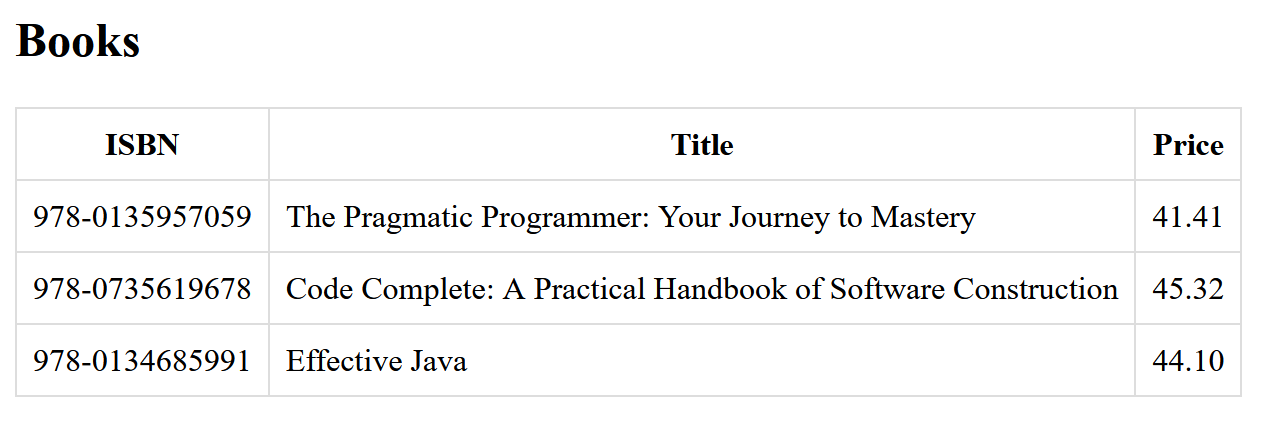 Books
ISBN Title Price
978-0135957059 The Pragmatic Programmer: Your Journey to Mastery 41.41
978-0735619678 Code Complete: A Practical Handbook of Software Construction 45.32
978-0134685991 Effective Java 44.10